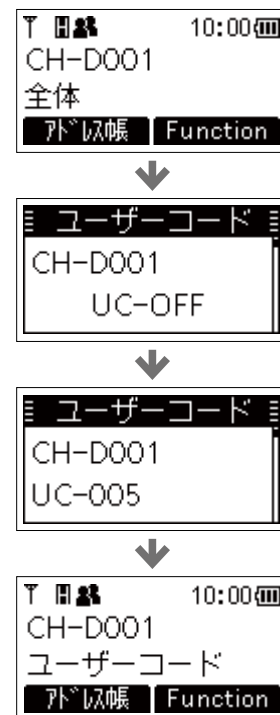 10:00
CH-D001
全体
ｱﾄﾞﾚｽ帳 Function
ユーザーコード
CH-D001
UC-OFF
ユーザーコード
CH-D001
UC-005
10:00
CH-D001
ユーザーコード
ｱﾄﾞﾚｽ帳 Function